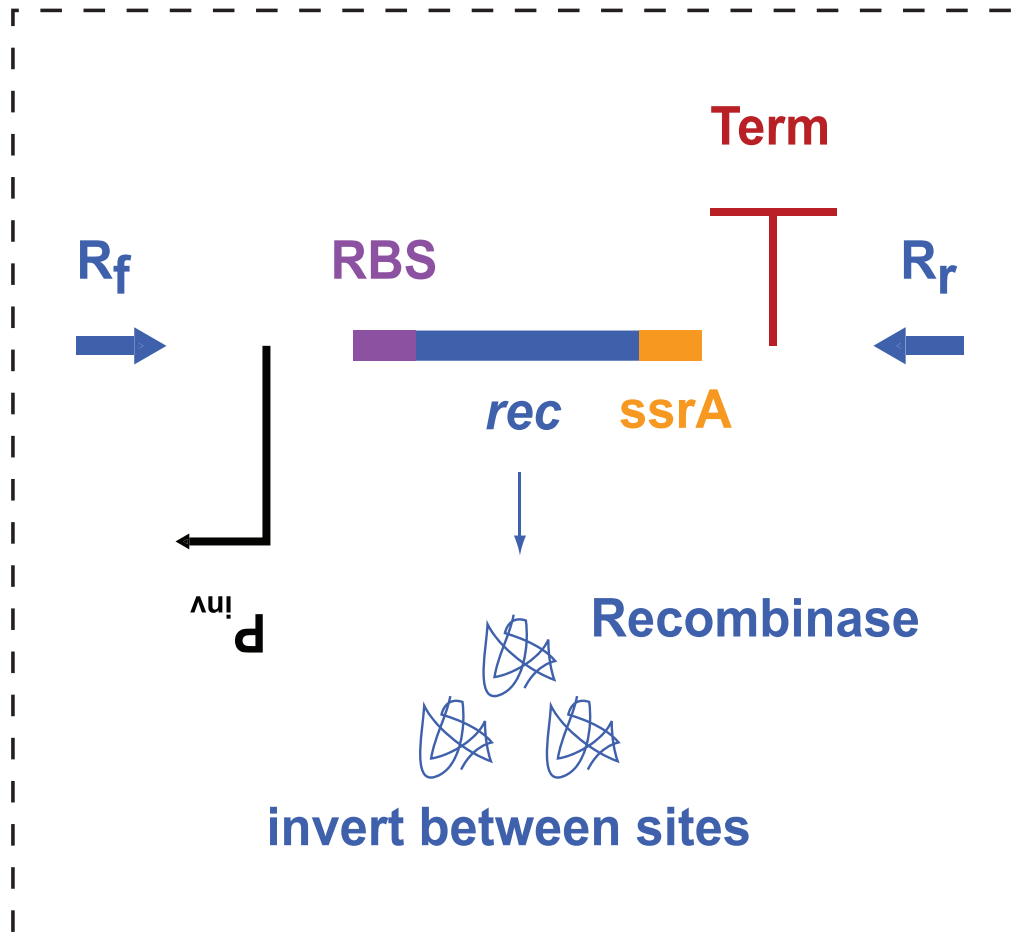 Term
Rf
RBS
Rr
rec
ssrA
Pinv
Recombinase
invert between sites